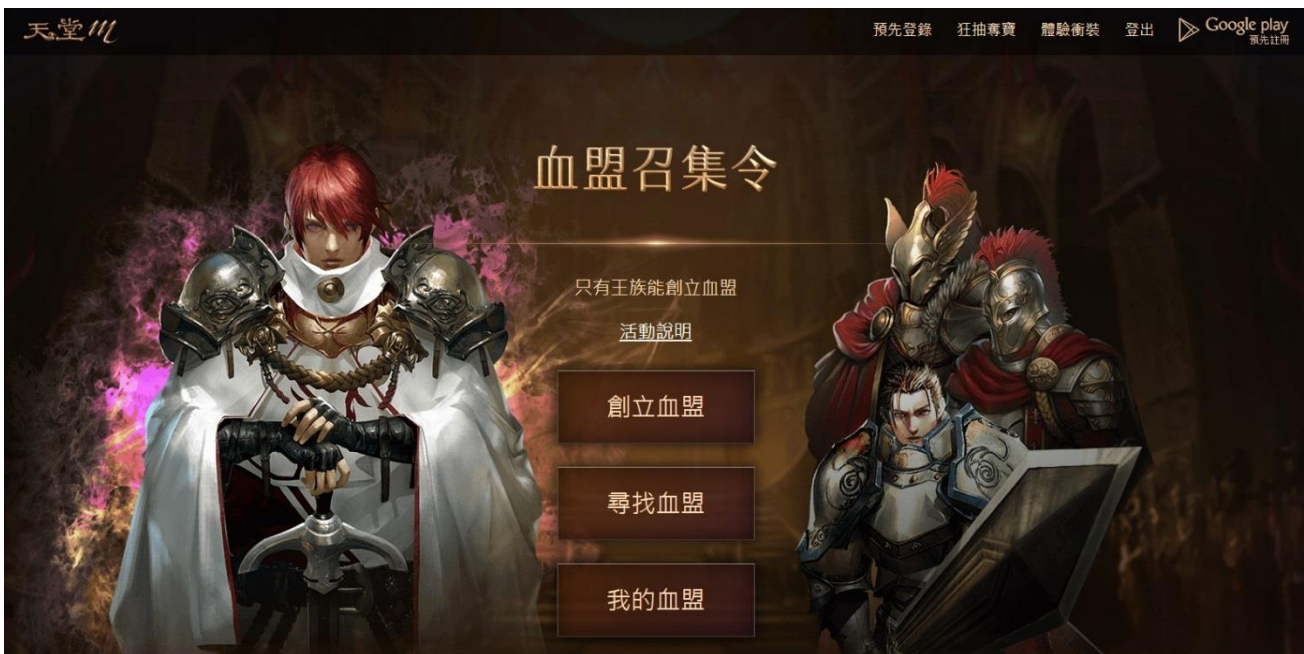 天堂M
預先登錄
狂抽奪寶
體驗衝裝
登出
Google play
預先註冊
血盟召集令
只有王族能創立血盟
活動說明
創立血盟
尋找血盟
我的血盟